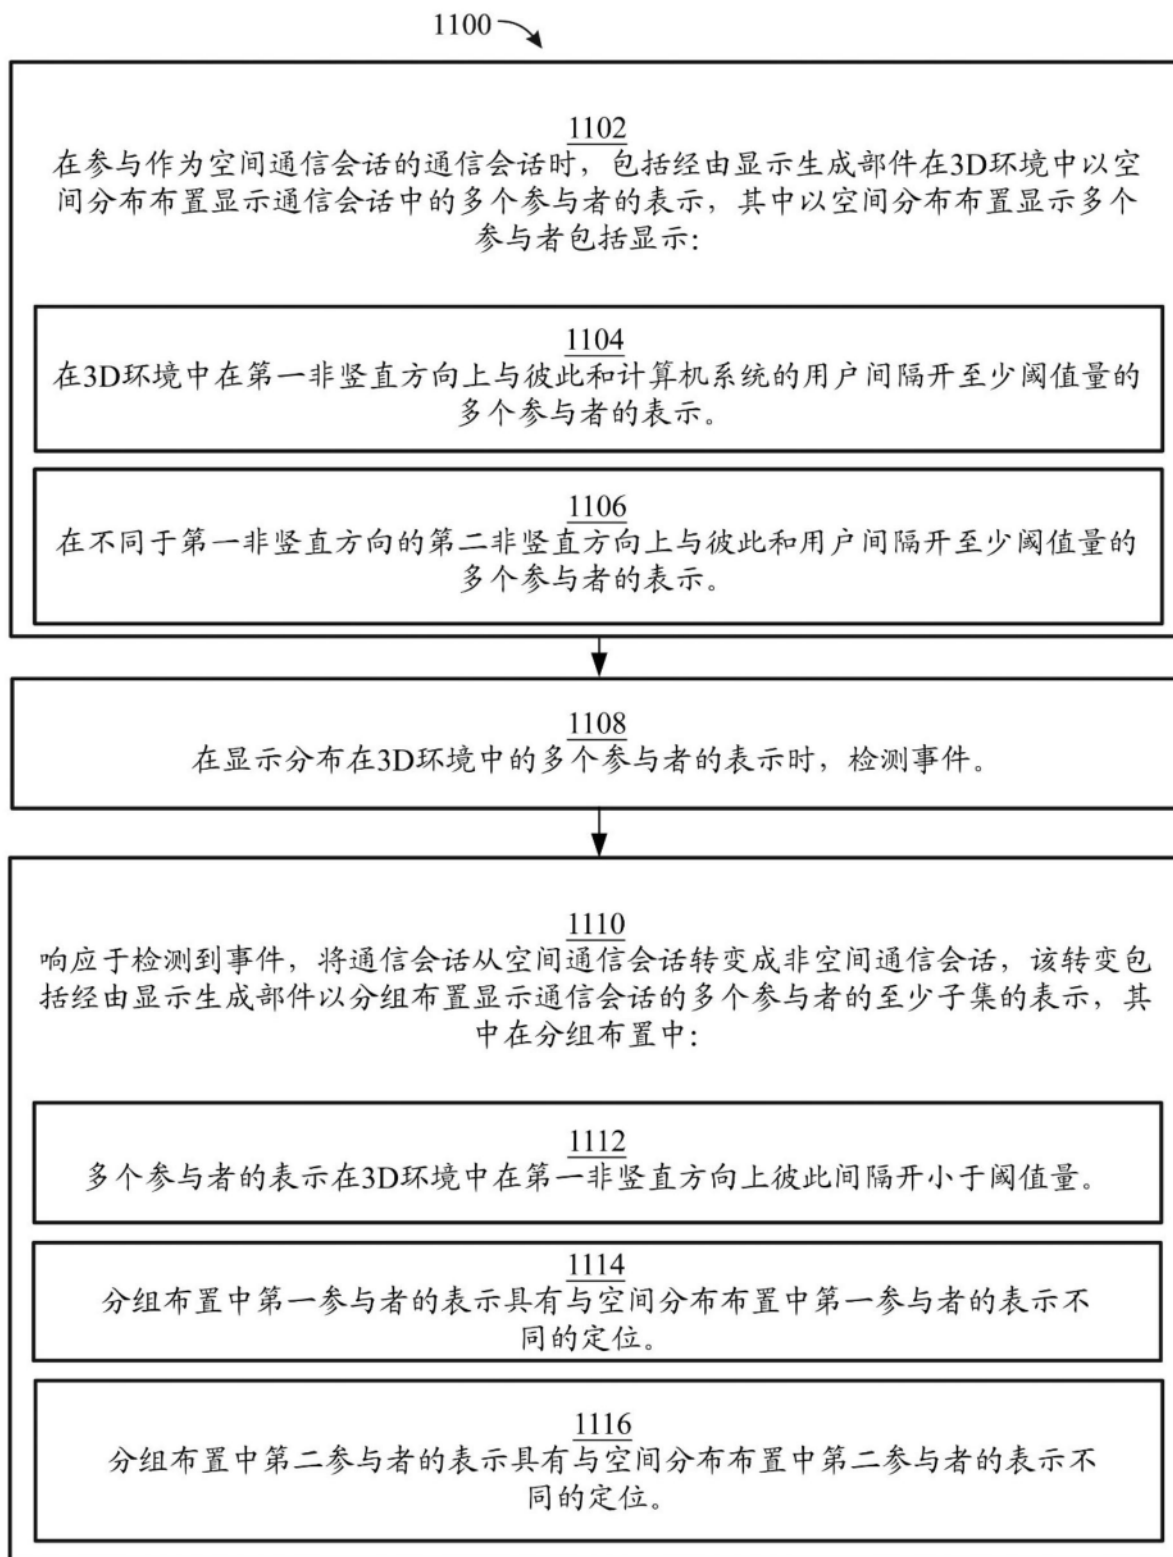 1100
1102
在参与作为空间通信会话的通信会话时，包括经由显示生成部件在3D环境中以空
间分布布置显示通信会话中的多个参与者的表示，其中以空间分布布置显示多个
参与者包括显示：
1104
在3D环境中在第一非竖直方向上与彼此和计算机系统的用户间隔开至少阈值量的
多个参与者的表示。
1106
在不同于第一非竖直方向的第二非竖直方向上与彼此和用户间隔开至少阈值量的
多个参与者的表示。
1108
在显示分布在3D环境中的多个参与者的表示时，检测事件。
1110
响应于检测到事件，将通信会话从空间通信会话转变成非空间通信会话，该转变包
括经由显示生成部件以分组布置显示通信会话的多个参与者的至少子集的表示，其
中在分组布置中：
1112
多个参与者的表示在3D环境中在第一非竖直方向上彼此间隔开小于阈值量。
1114
分组布置中第一参与者的表示具有与空间分布布置中第一参与者的表示不
同的定位。
1116
分组布置中第二参与者的表示具有与空间分布布置中第二参与者的表示不
同的定位。